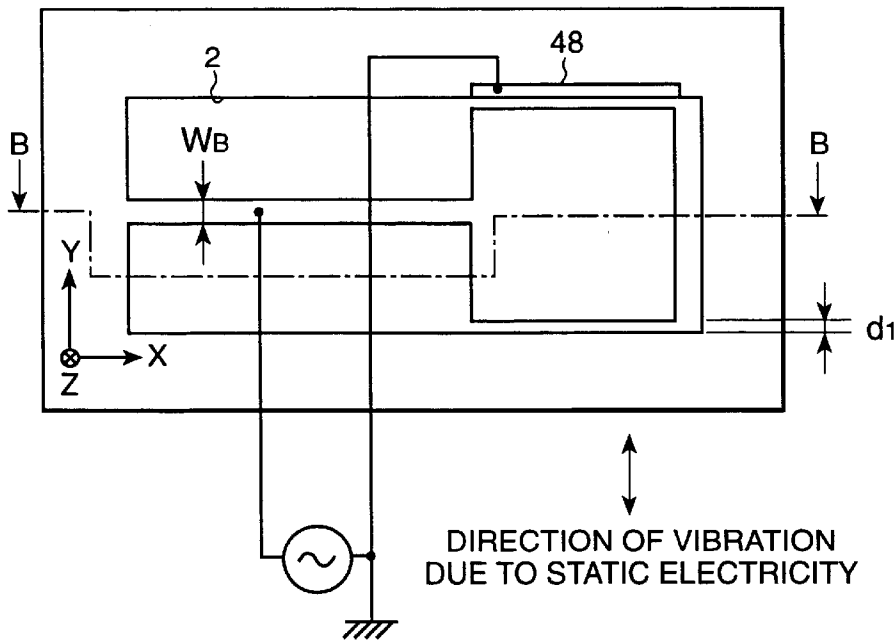 48
2
WB
B
B
Y
X
Z
d1
DIRECTION OF VIBRATION
DUE TO STATIC ELECTRICITY